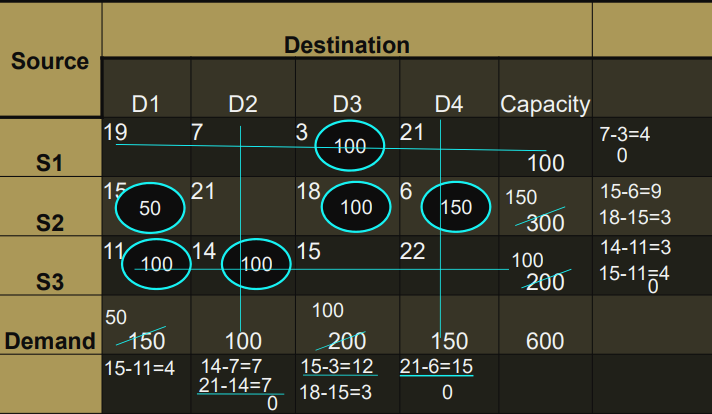 Destination
Source
D1 D2 D3 D4 Capacity
19 7 3 100 21 7-3=4
S1 100 0
15 50 21 18 100 6 150 150 15-6=9
S2 300 18-15=3
11 100 14 100 15 22 100 14-11=3
S3 200 15-11=4
0
50 100
Demand 150 100 200 150 600
15-11=4 14-7=7 15-3=12 21-6=15
21-14=7 18-15=3 0
0